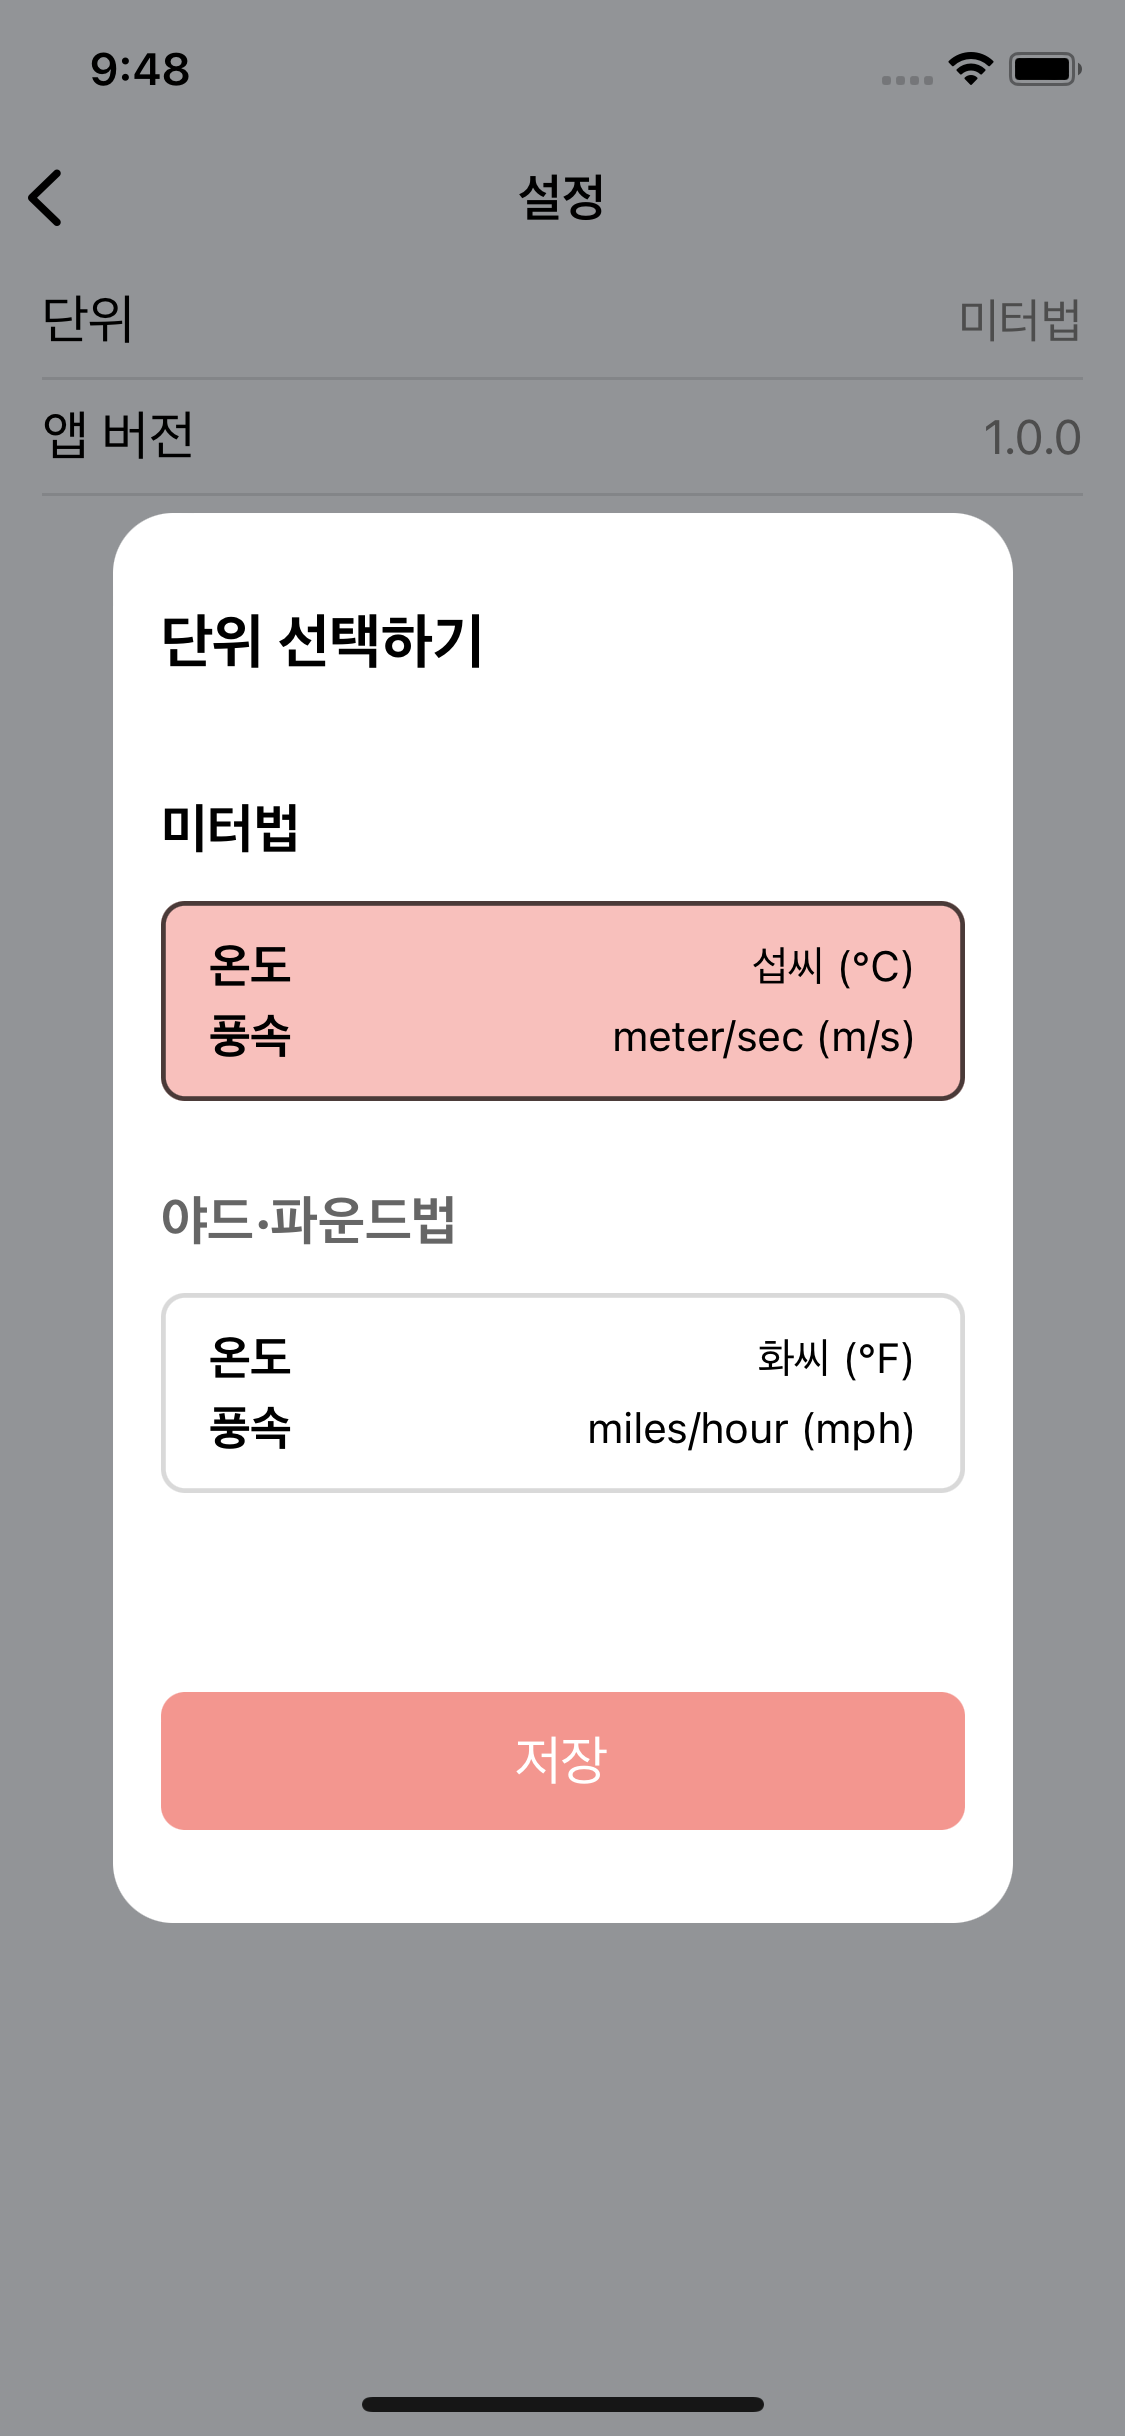 9:48
설정
단위 미터법
앱 버전 1.0.0
단위 선택하기
미터법
온도 섭씨 (°C)
풍속 meter/sec (m/s)
야드·파운드법
온도 화씨 (°F)
풍속 miles/hour (mph)
저장